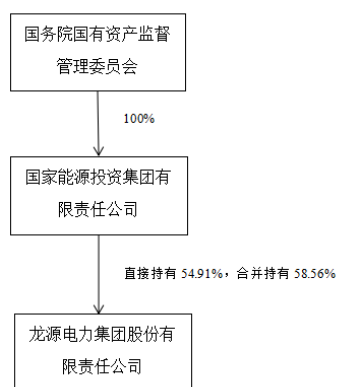 国务院国有资产监督
管理委员会
100%
国家能源投资集团有
限责任公司
直接持有 54.91%，合并持有 58.56%
龙源电力集团股份有
限责任公司